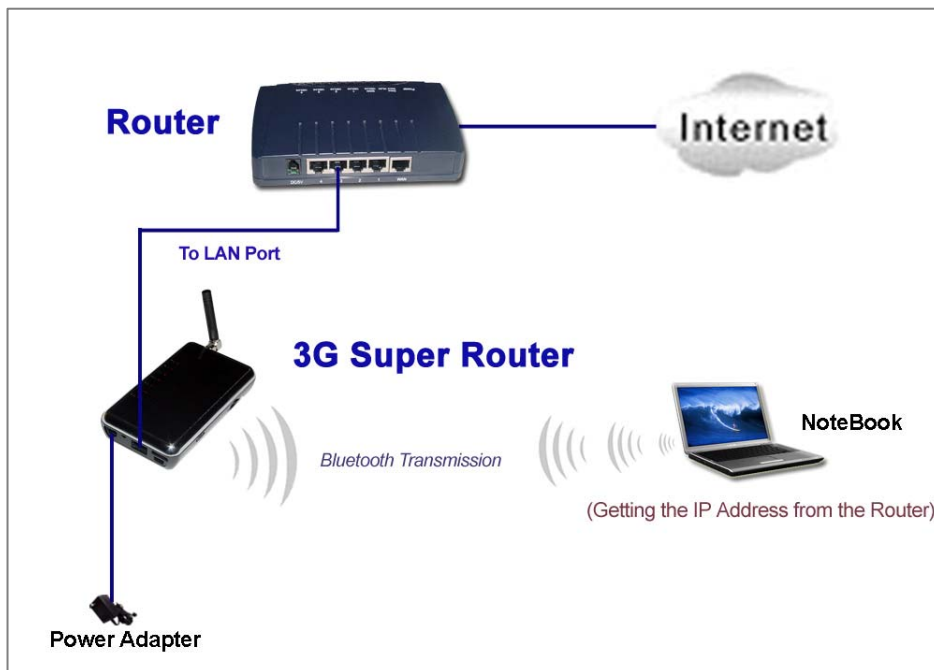 Router
Internet
To LAN Port
3G Super Router
NoteBook
Bluetooth Transmission
(Getting the IP Address from the Router)
Power Adapter